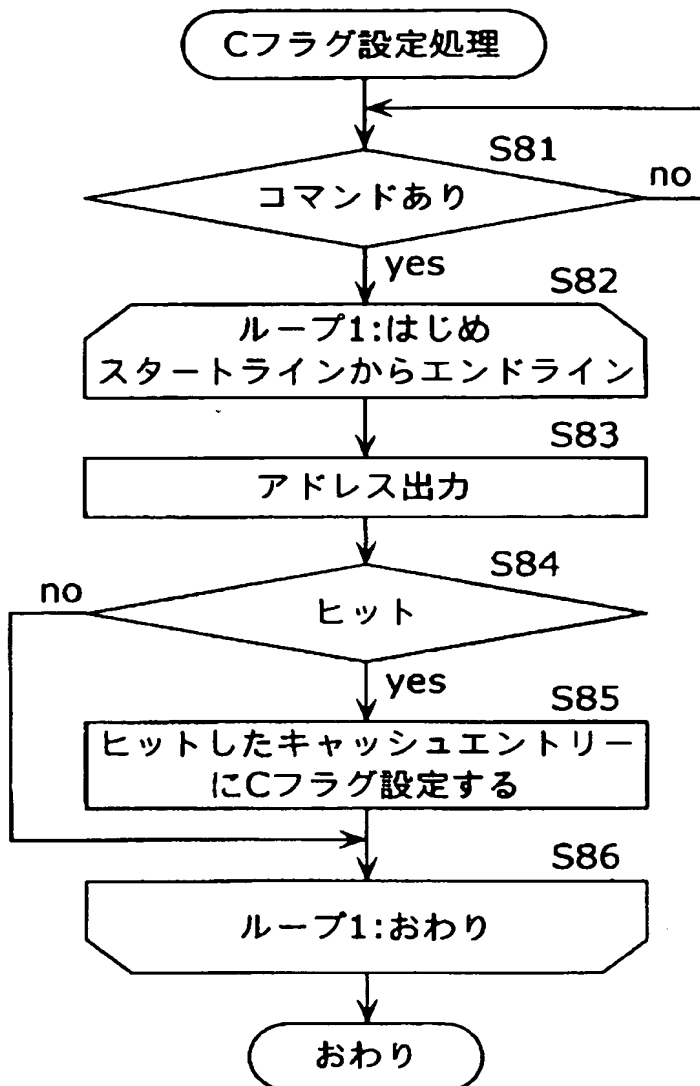 Cフラグ設定処理
S81
コマンドあり
no
yes
S82
ループ1:はじめ
スタートラインからエンドライン
S83
アドレス出力
S84
no
ヒット
yes
S85
ヒットしたキャッシュエントリー
にCフラグ設定する
S86
ループ1:おわり
おわり